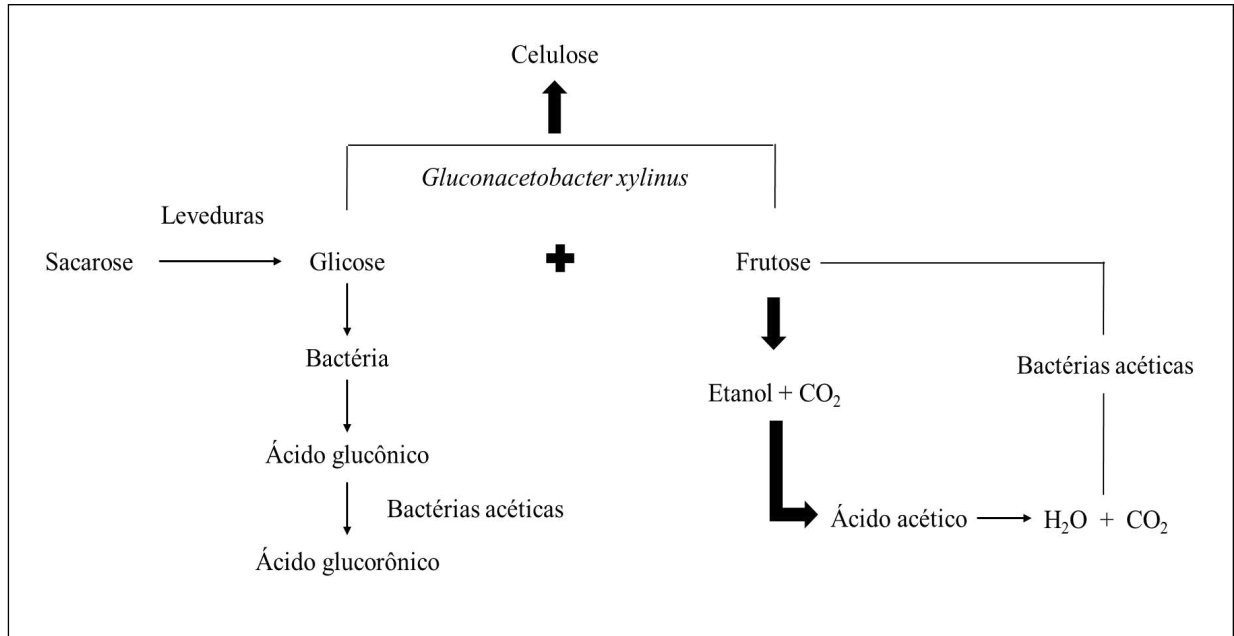 Celulose
Gluconacetobacter xylinus
Leveduras
Sacarose
Glicose
Frutose
Bactéria
Bactérias acéticas
Etanol + CO₂
Ácido glucônico
Bactérias acéticas
Ácido acético
H₂O + CO₂
Ácido glucorônico